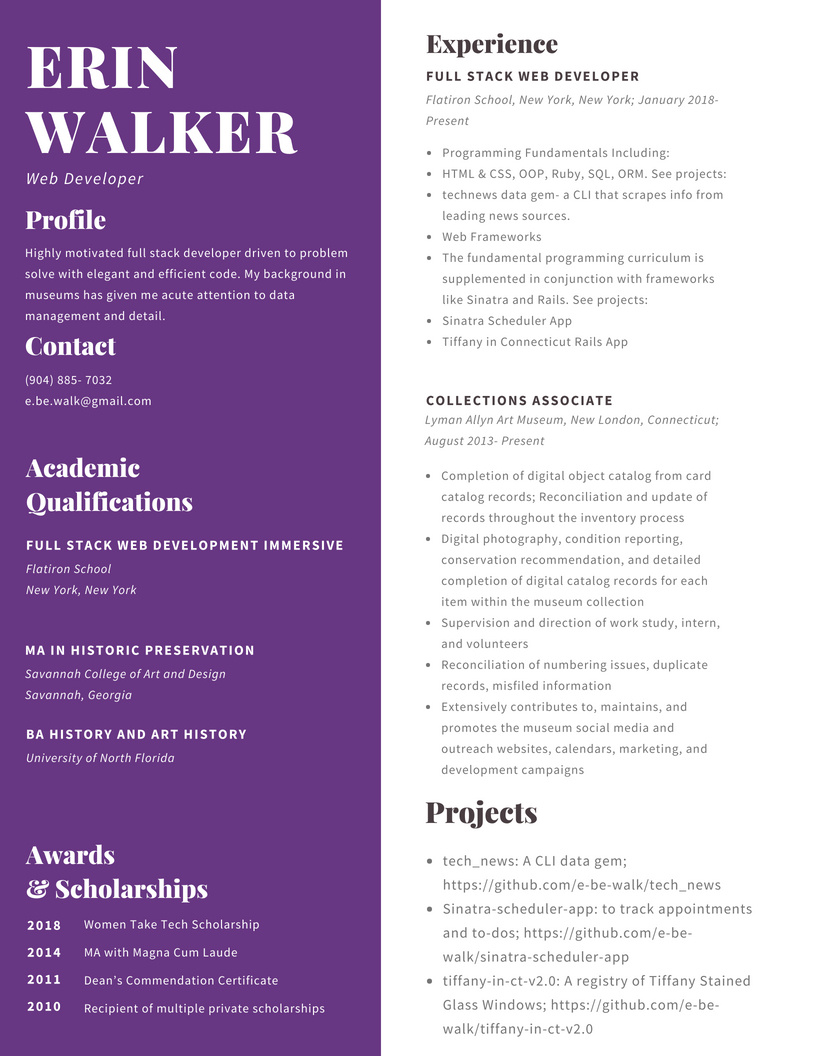 ERIN
WALKER
Web Developer
Profile
Highly motivated full stack developer driven to problem
solve with elegant and efficient code. My background in
museums has given me acute attention to data
management and detail.
Contact
(904) 885- 7032
e.be.walk@gmail.com
Academic
Qualifications
FULL STACK WEB DEVELOPMENT IMMERSIVE
Flatiron School
New York, New York
MA IN HISTORIC PRESERVATION
Savannah College of Art and Design
Savannah, Georgia
BA HISTORY AND ART HISTORY
University of North Florida
Awards
& Scholarships
2018 Women Take Tech Scholarship
2014 MA with Magna Cum Laude
2011 Dean's Commendation Certificate
2010 Recipient of multiple private scholarships
Experience
FULL STACK WEB DEVELOPER
Flatiron School, New York, New York; January 2018-
Present
• Programming Fundamentals Including:
• HTML & CSS, OOP, Ruby, SQL, ORM. See projects:
• technews data gem- a CLI that scrapes info from
leading news sources.
• Web Frameworks
• The fundamental programming curriculum is
supplemented in conjunction with frameworks
like Sinatra and Rails. See projects:
• Sinatra Scheduler App
• Tiffany in Connecticut Rails App
COLLECTIONS ASSOCIATE
Lyman Allyn Art Museum, New London, Connecticut;
August 2013- Present
• Completion of digital object catalog from card
catalog records; Reconciliation and update of
records throughout the inventory process
• Digital photography, condition reporting,
conservation recommendation, and detailed
completion of digital catalog records for each
item within the museum collection
• Supervision and direction of work study, intern,
and volunteers
• Reconciliation of numbering issues, duplicate
records, misfiled information
• Extensively contributes to, maintains, and
promotes the museum social media and
outreach websites, calendars, marketing, and
development campaigns
Projects
• tech_news: A CLI data gem;
https://github.com/e-be-walk/tech_news
• Sinatra-scheduler-app: to track appointments
and to-dos; https://github.com/e-be-
walk/sinatra-scheduler-app
• tiffany-in-ct-v2.0: A registry of Tiffany Stained
Glass Windows; https://github.com/e-be-
walk/tiffany-in-ct-v2.0